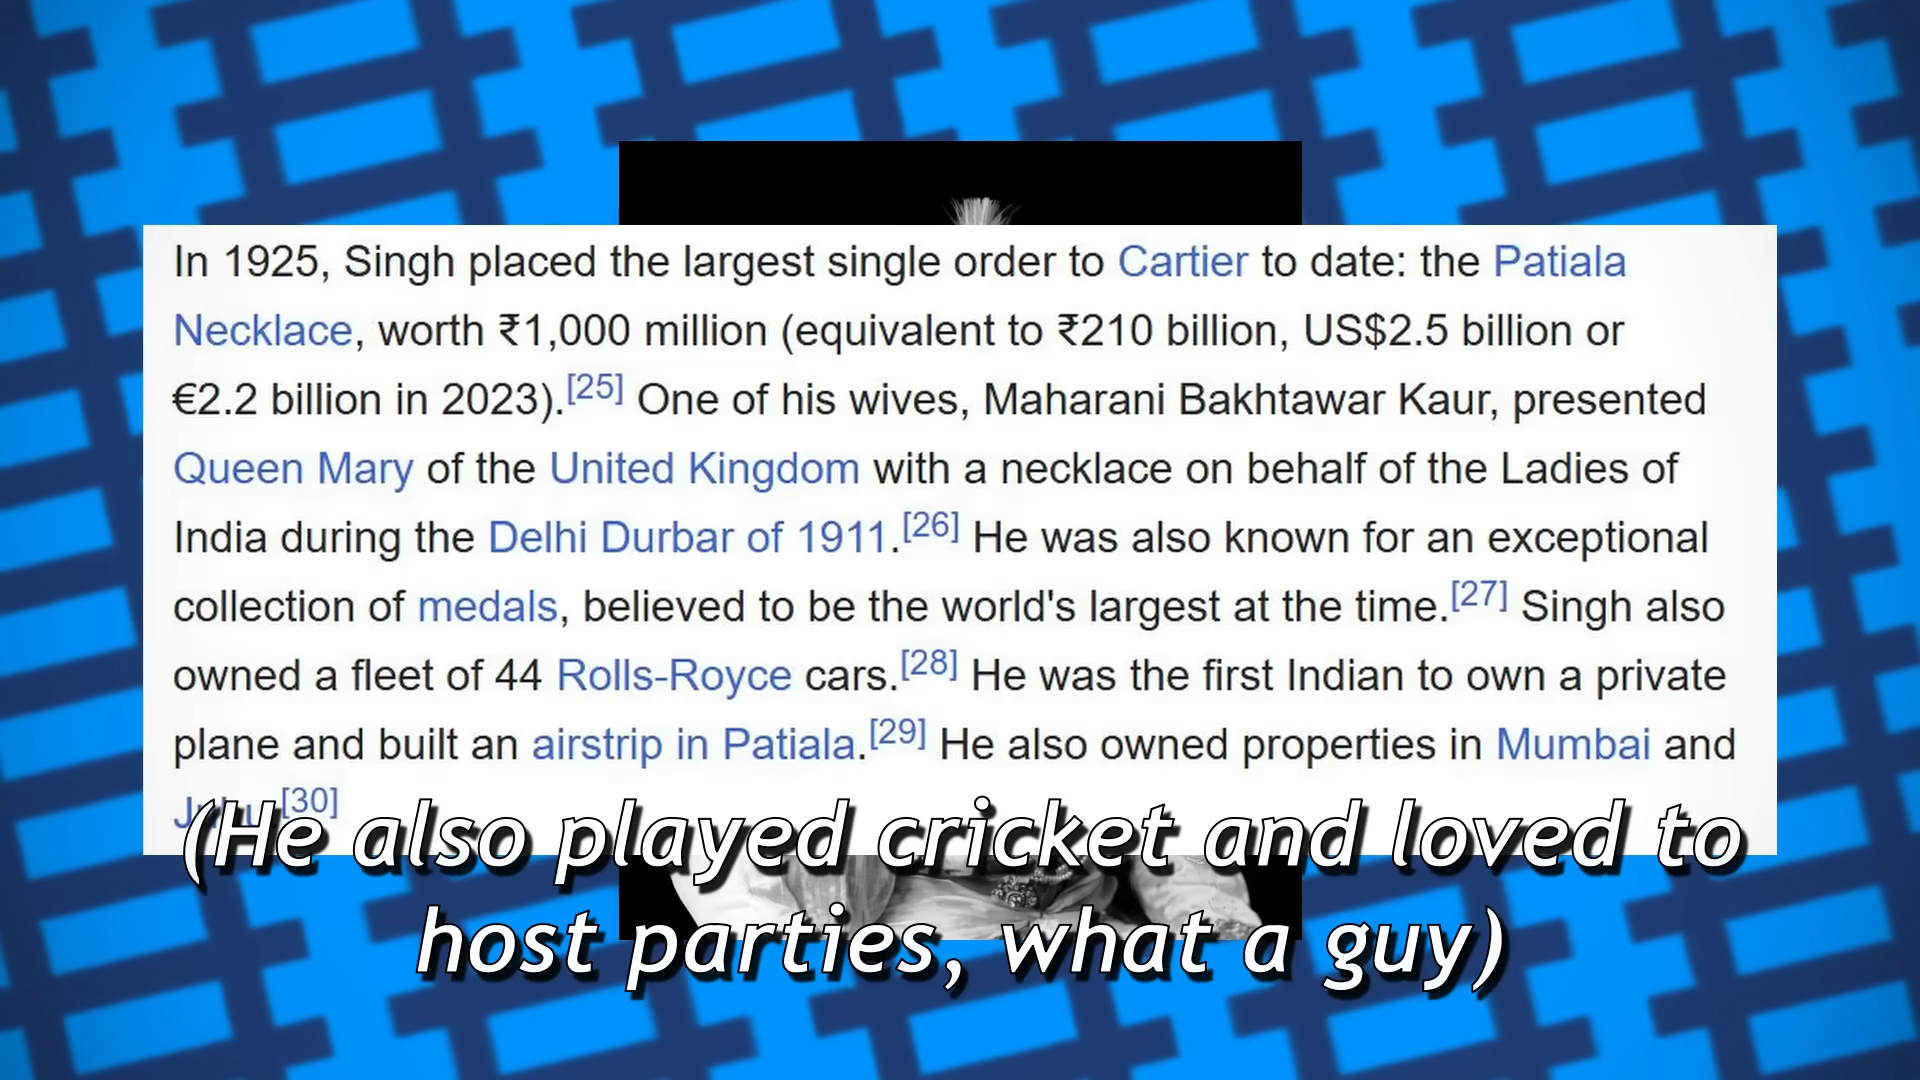 In 1925, Singh placed the largest single order to Cartier to date: the Patiala
Necklace, worth ₹1,000 million (equivalent to ₹210 billion, US$2.5 billion or
€2.2 billion in 2023).[25] One of his wives, Maharani Bakhtawar Kaur, presented
Queen Mary of the United Kingdom with a necklace on behalf of the Ladies of
India during the Delhi Durbar of 1911.[26] He was also known for an exceptional
collection of medals, believed to be the world's largest at the time.[27] Singh also
owned a fleet of 44 Rolls-Royce cars.[28] He was the first Indian to own a private
plane and built an airstrip in Patiala.[29] He also owned properties in Mumbai and
[30]
(He also played cricket and loved to
host parties, what a guy)